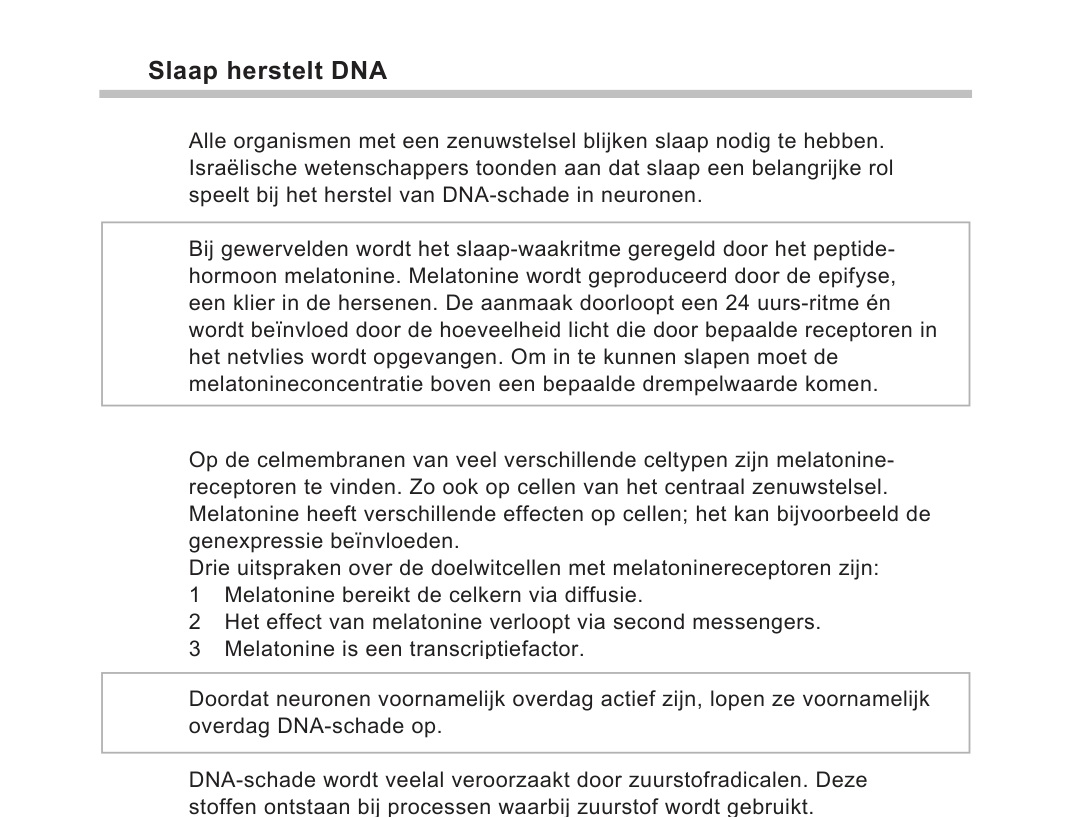 Slaap herstelt DNA
Alle organismen met een zenuwstelsel blijken slaap nodig te hebben.
Israëlische wetenschappers toonden aan dat slaap een belangrijke rol
speelt bij het herstel van DNA-schade in neuronen.
Bij gewervelden wordt het slaap-waakritme geregeld door het peptide-
hormoon melatonine. Melatonine wordt geproduceerd door de epifyse,
een klier in de hersenen. De aanmaak doorloopt een 24 uurs-ritme én
wordt beïnvloed door de hoeveelheid licht die door bepaalde receptoren in
het netvlies wordt opgevangen. Om in te kunnen slapen moet de
melatonineconcentratie boven een bepaalde drempelwaarde komen.
Op de celmembranen van veel verschillende celtypen zijn melatonine-
receptoren te vinden. Zo ook op cellen van het centraal zenuwstelsel.
Melatonine heeft verschillende effecten op cellen; het kan bijvoorbeeld de
genexpressie beïnvloeden.
Drie uitspraken over de doelwitcellen met melatoninereceptoren zijn:
1 Melatonine bereikt de celkern via diffusie.
2 Het effect van melatonine verloopt via second messengers.
3 Melatonine is een transcriptiefactor.
Doordat neuronen voornamelijk overdag actief zijn, lopen ze voornamelijk
overdag DNA-schade op.
DNA-schade wordt veelal veroorzaakt door zuurstofradicalen. Deze
stoffen ontstaan bij processen waarbij zuurstof wordt gebruikt.